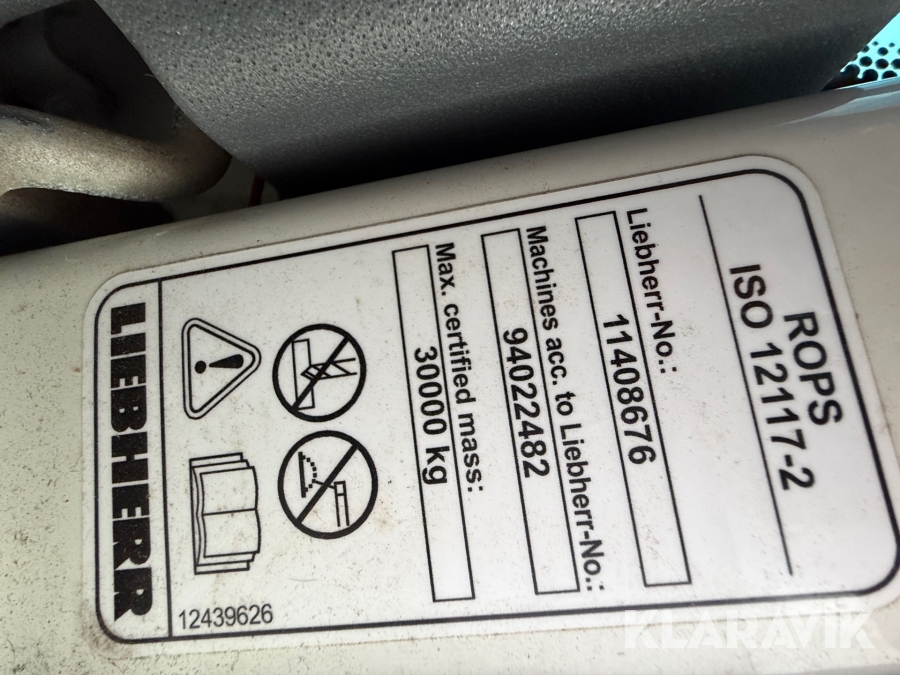 ROPS
ISO 12117-2
Liebherr-No.:
11408676
Machines acc. to Liebherr-No.:
94022482
Max. certified mass:
30000 kg
LIEBHERR
12439626
KLARAVIK